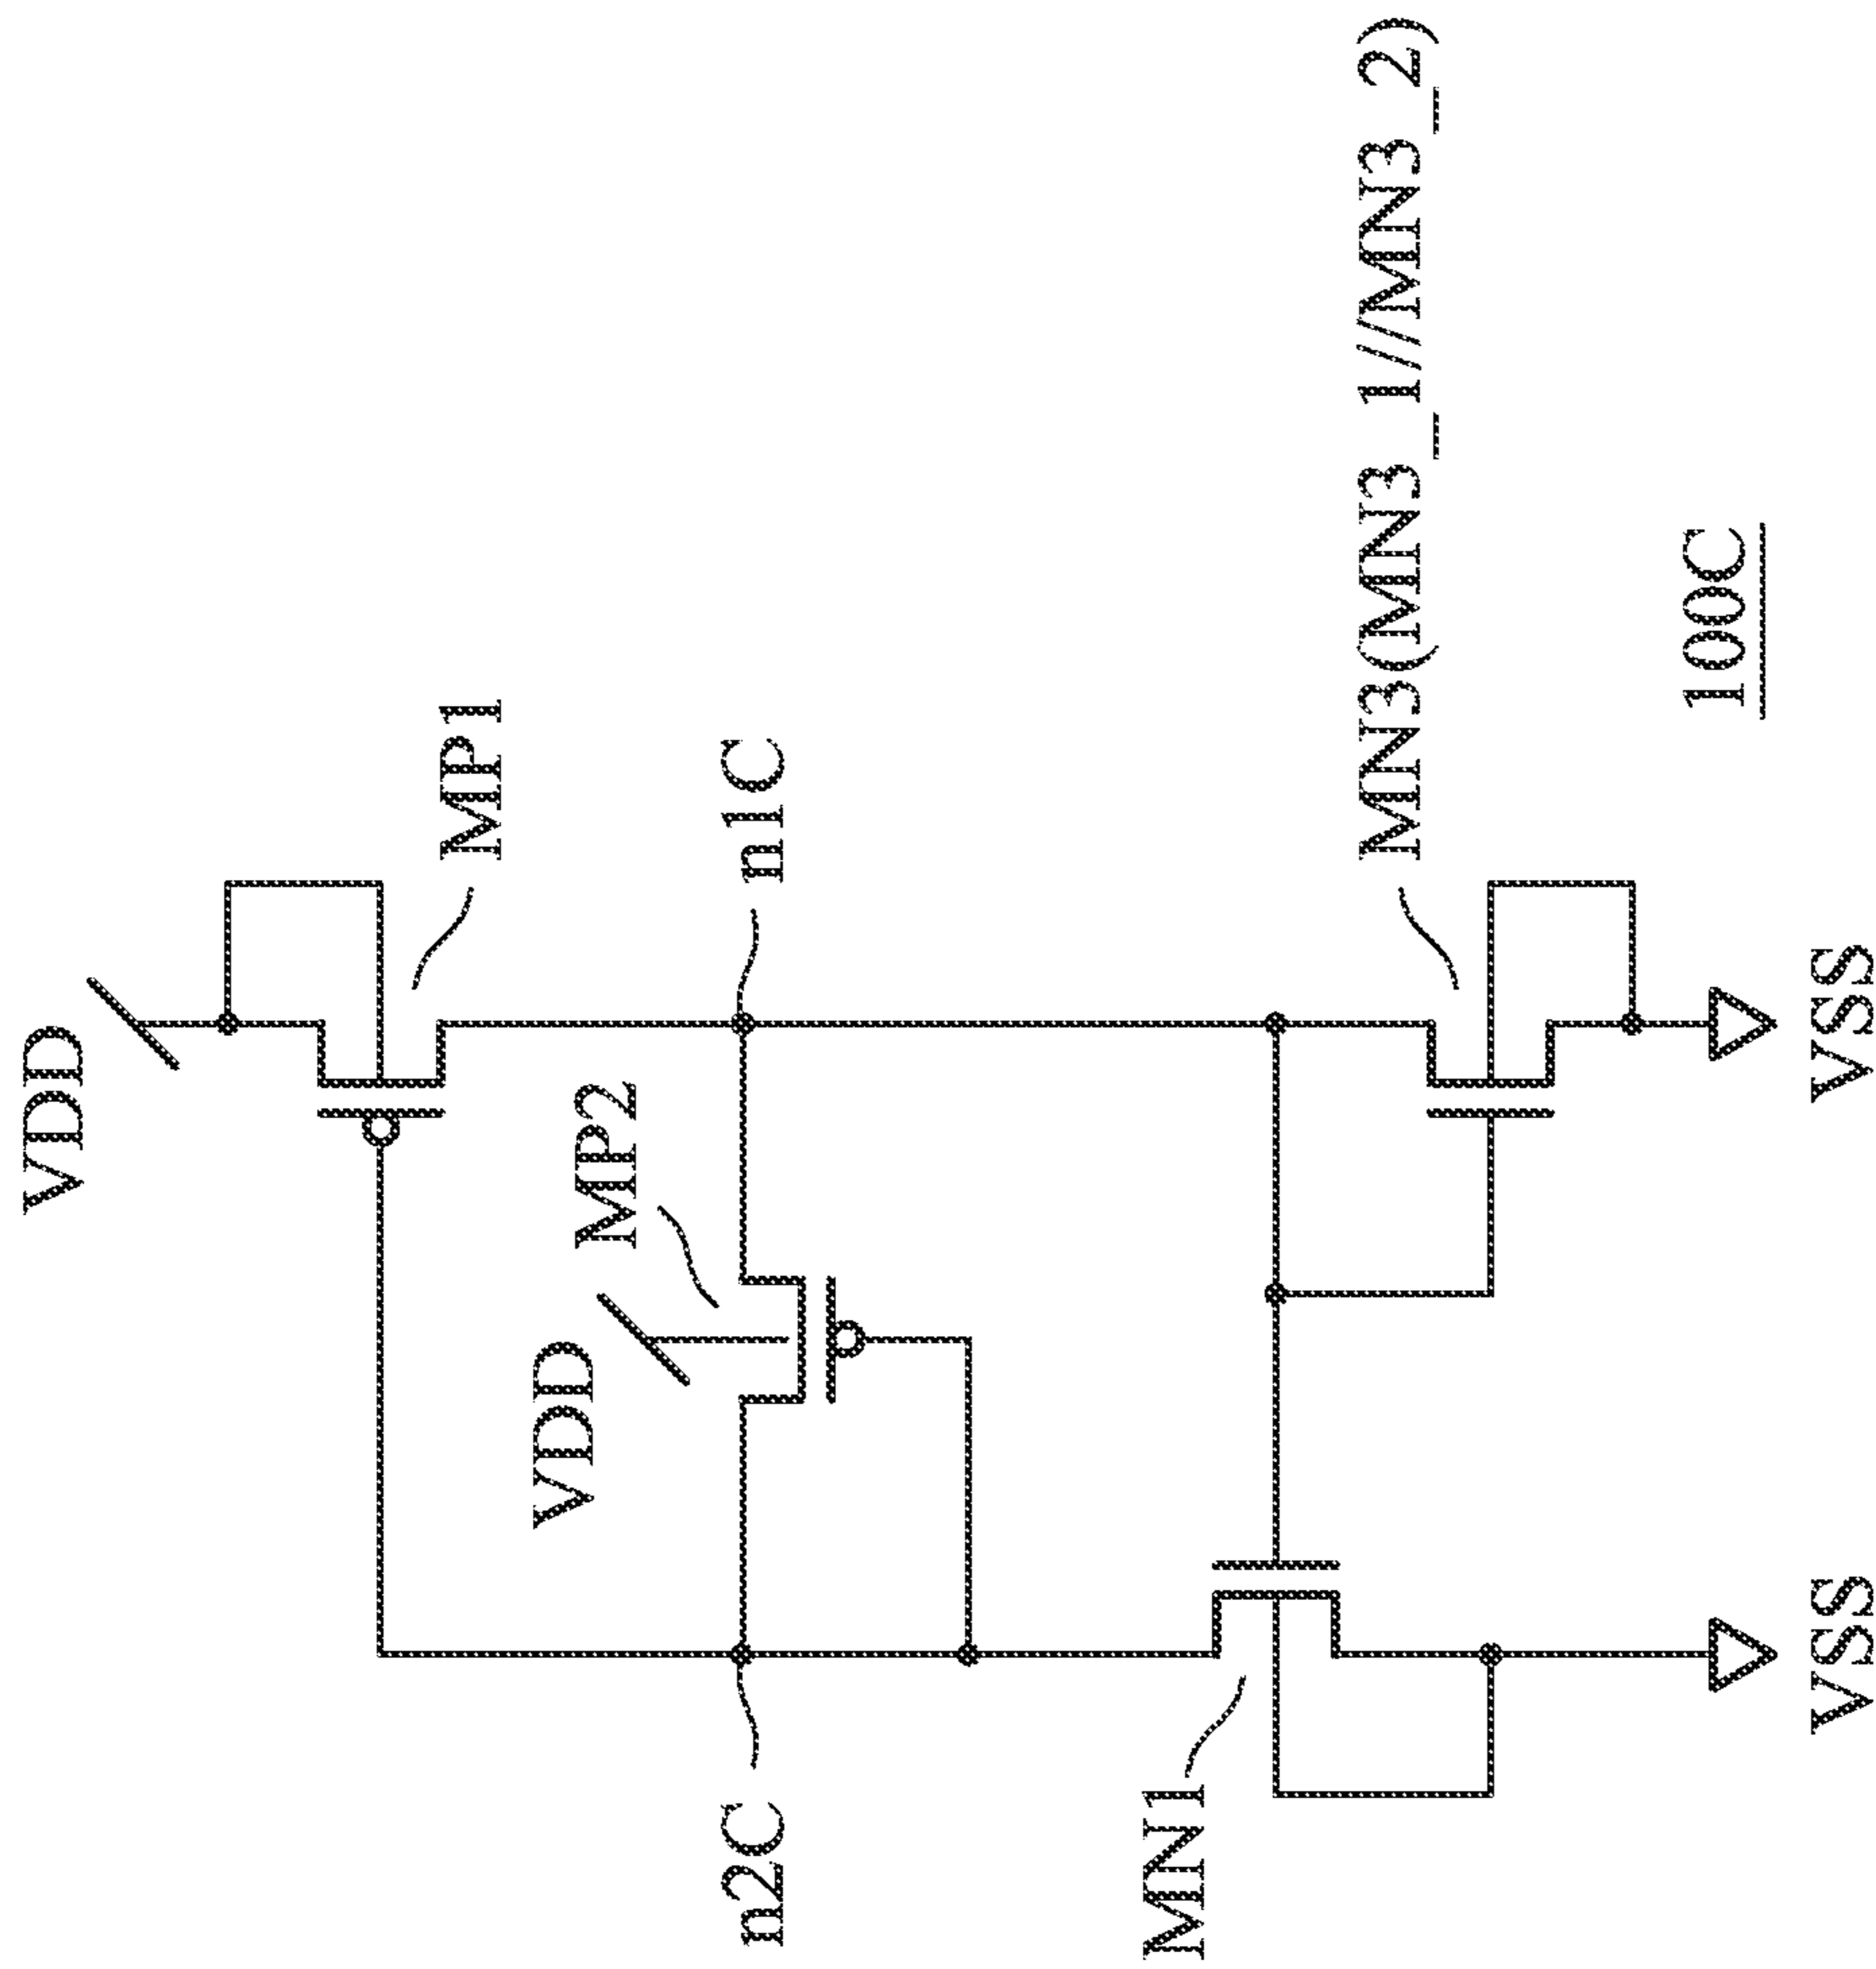 VDD
MP1
MP2
VDD
n1C
n2C
MN1
MN3(MN3_1//MN3_2)
100C
VSS
VSS